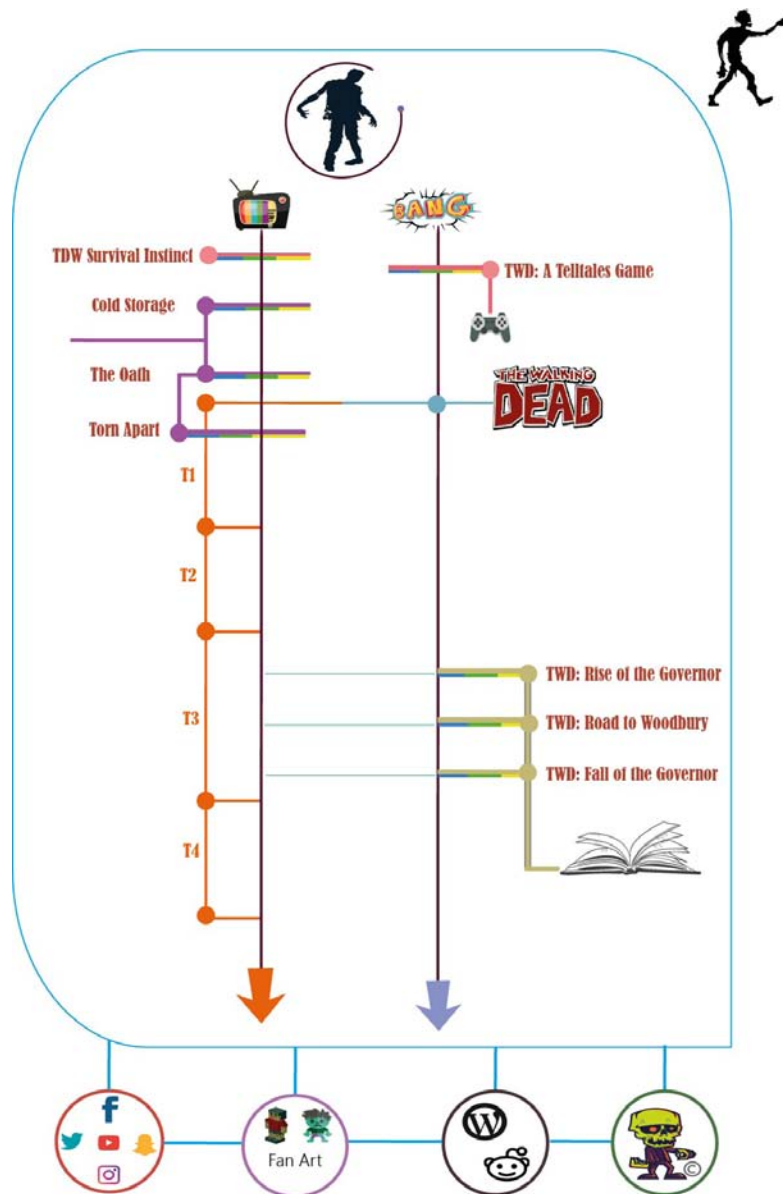 BANG
TDW Survival Instinct
TWD: A Telltales Game
Cold Storage
The Oath
THE WALKING
DEAD
Torn Apart
T1
T2
TWD: Rise of the Governor
T3
TWD: Road to Woodbury
TWD: Fall of the Governor
T4
f
W
Fan Art
©